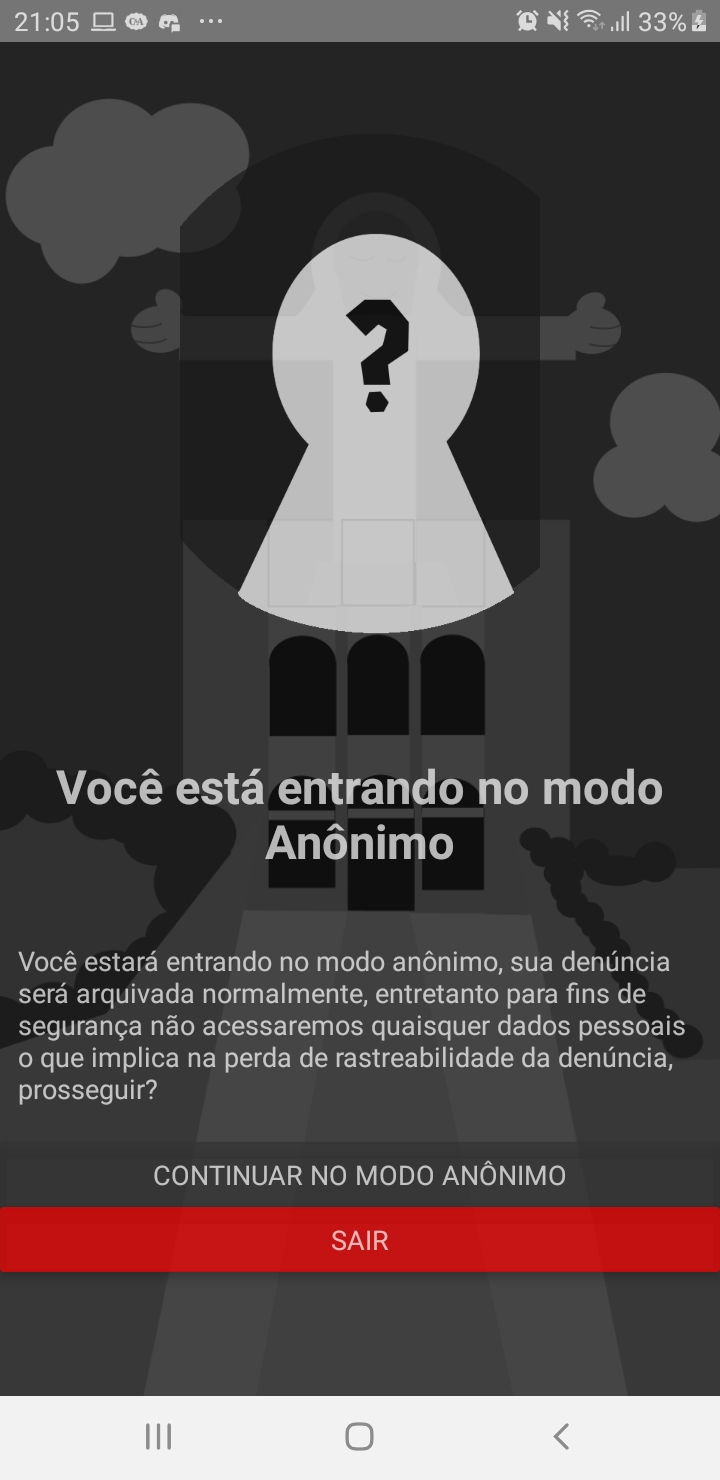 21:05
33%
?
Você está entrando no modo
Anônimo
Você estará entrando no modo anônimo, sua denúncia
será arquivada normalmente, entretanto para fins de
segurança não acessaremos quaisquer dados pessoais
o que implica na perda de rastreabilidade da denúncia,
prosseguir?
CONTINUAR NO MODO ANÔNIMO
SAIR